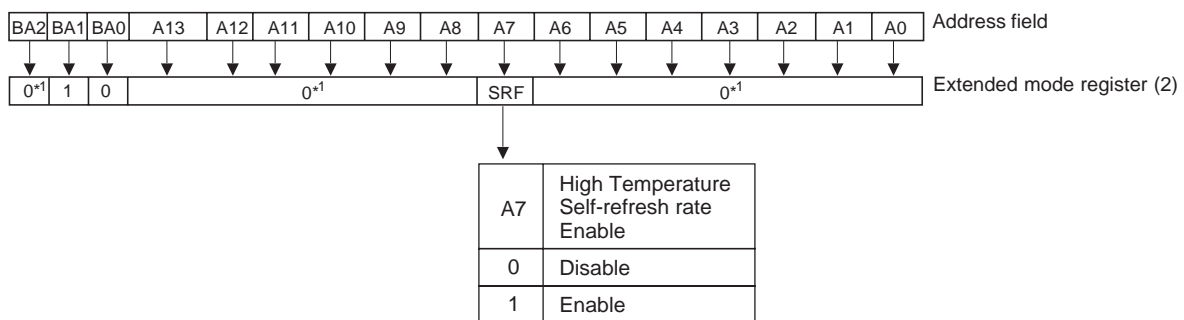 BA2 BA1 BA0 A13 A12 A11 A10 A9 A8 A7 A6 A5 A4 A3 A2 A1 A0 Address field
0*1 1 0 0*1 SRF 0*1 Extended mode register (2)
A7 High Temperature
Self-refresh rate
Enable
0 Disable
1 Enable